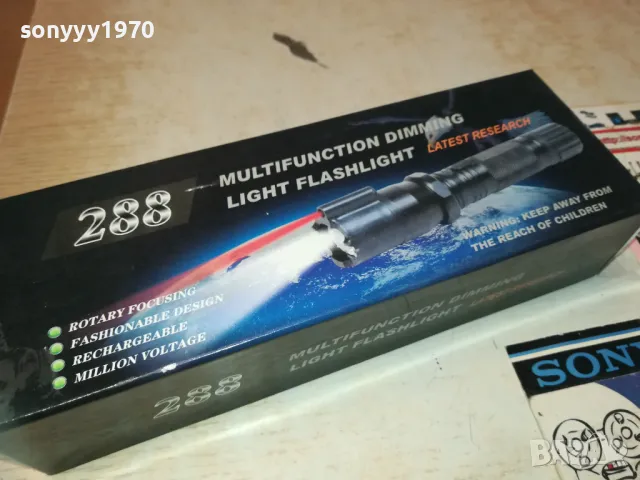 sonyyy1970
288
MULTIFUNCTION DIMMING
LIGHT FLASHLIGHT LATEST RESEARCH
WARNING: KEEP AWAY FROM
THE REACH OF CHILDREN
ROTARY FOCUSING
FASHIONABLE DESIGN
RECHARGEABLE
MILLION VOLTAGE
288
MULTIFUNCTION DIMMING
LIGHT FLASHLIGHT
SONY